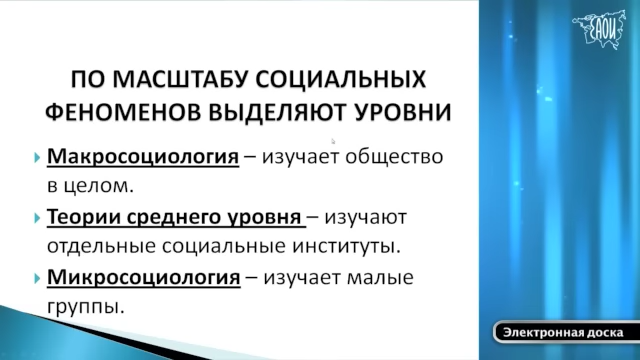 ЕАОИ
ПО МАСШТАБУ СОЦИАЛЬНЫХ
ФЕНОМЕНОВ ВЫДЕЛЯЮТ УРОВНИ
Макросоциология – изучает общество
в целом.
Теории среднего уровня – изучают
отдельные социальные институты.
Микросоциология – изучает малые
группы.
Электронная доска